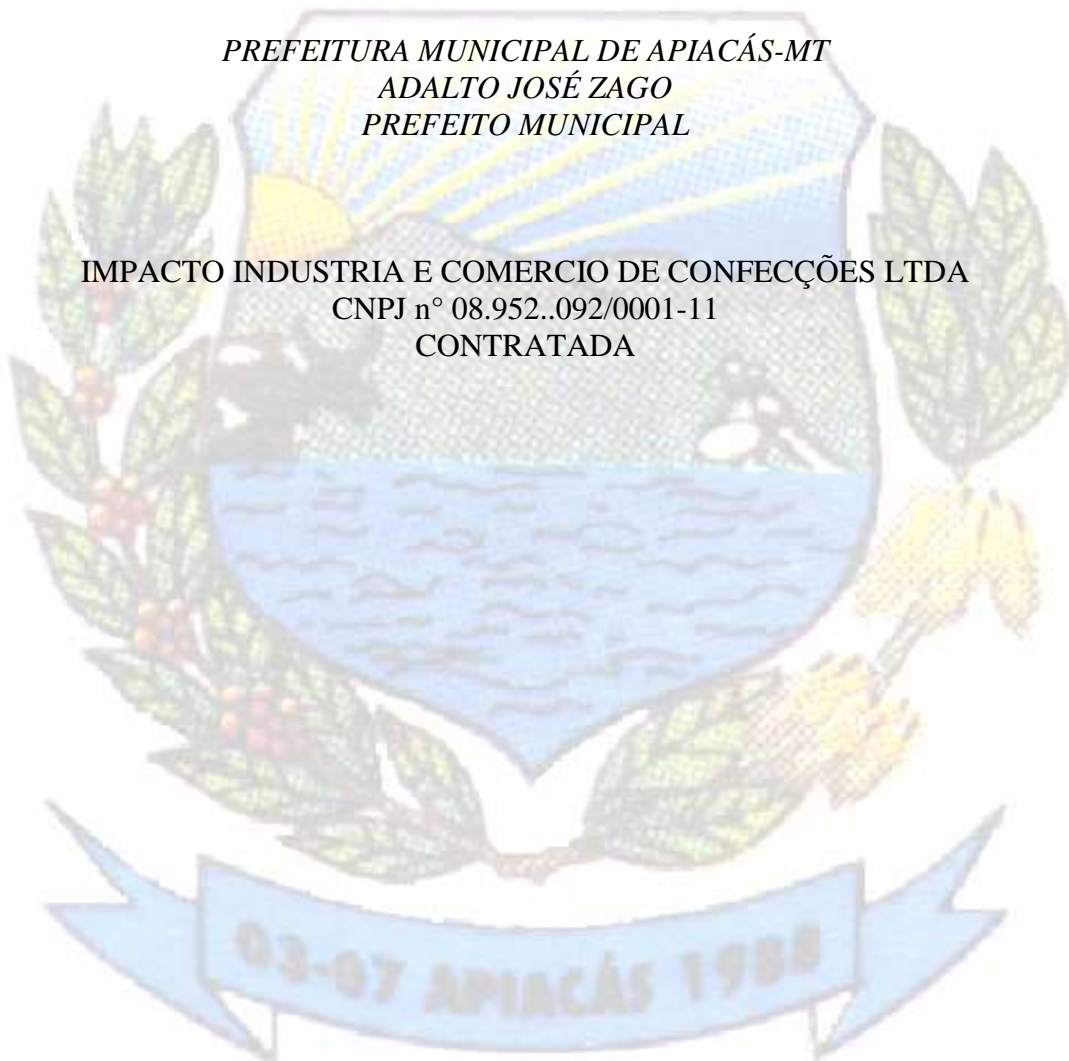 PREFEITURA MUNICIPAL DE APIACÁS-MT
ADALTO JOSÉ ZAGO
PREFEITO MUNICIPAL
IMPACTO INDUSTRIA E COMERCIO DE CONFECÇÕES LTDA
CNPJ n° 08.952..092/0001-11
CONTRATADA
03-07 APIACÁS 1988